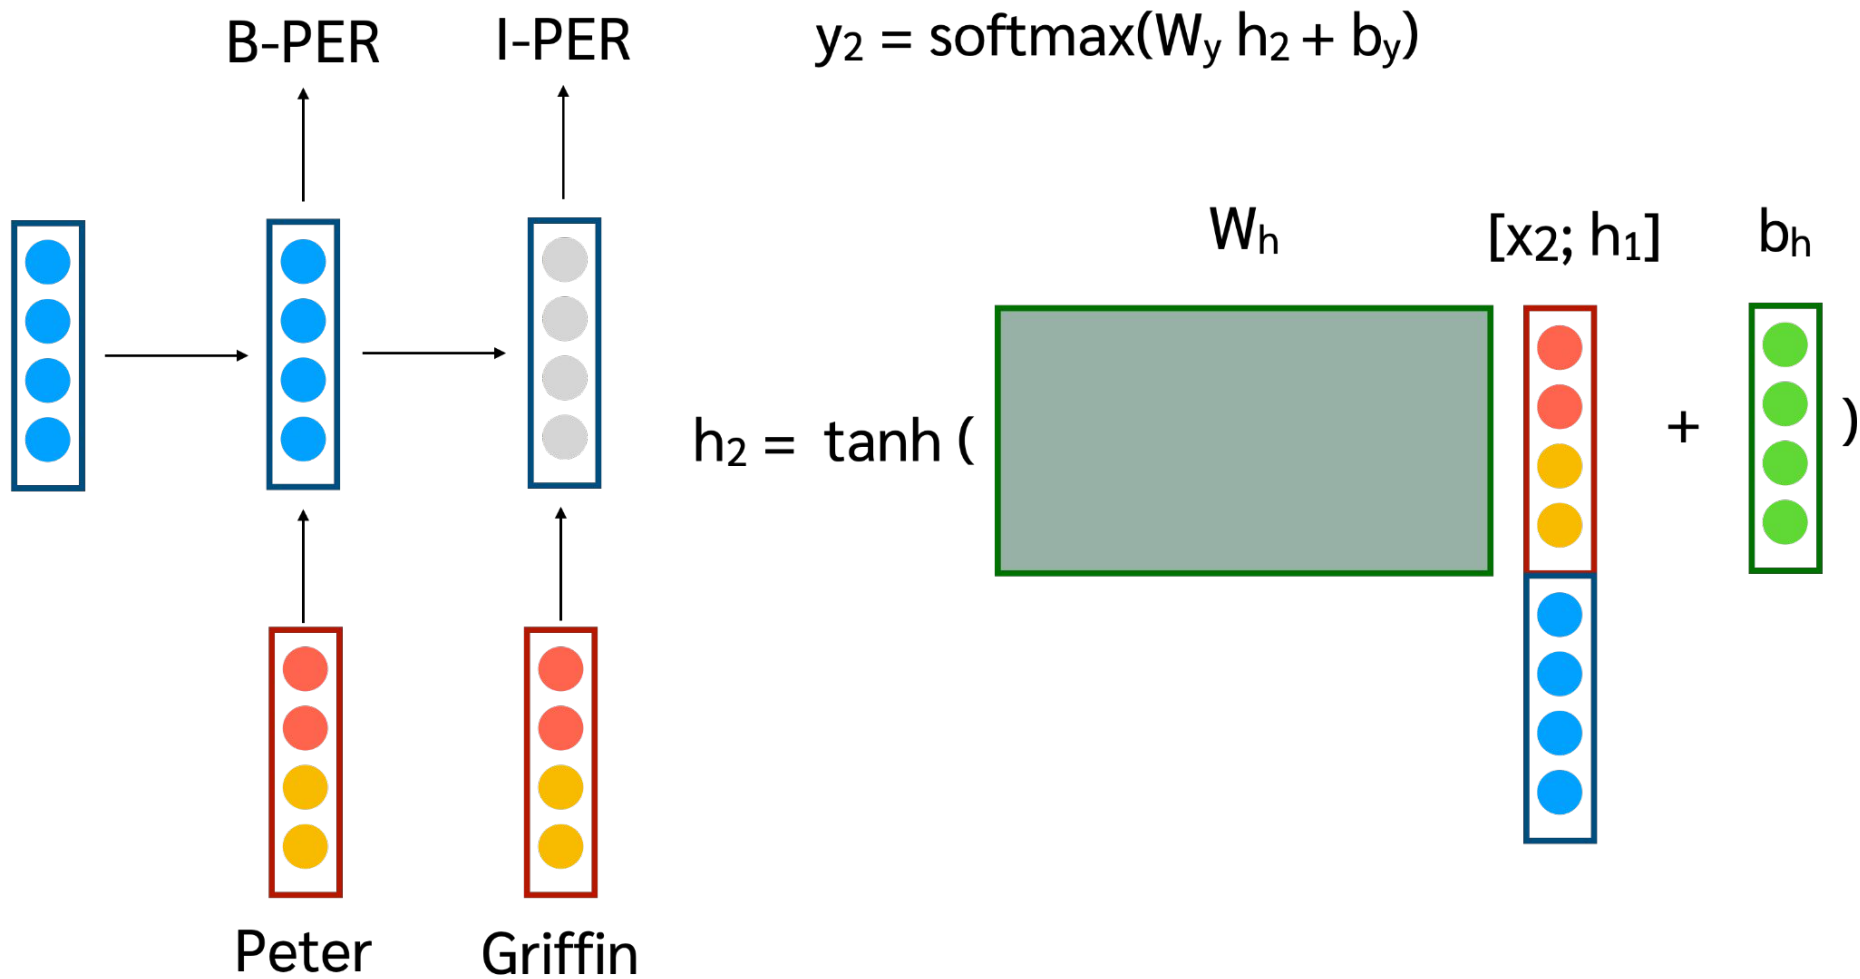 B-PER I-PER y₂ = softmax(W_y h₂ + b_y)
W_h [x₂; h₁] b_h
h₂ = tanh ( + )
Peter Griffin